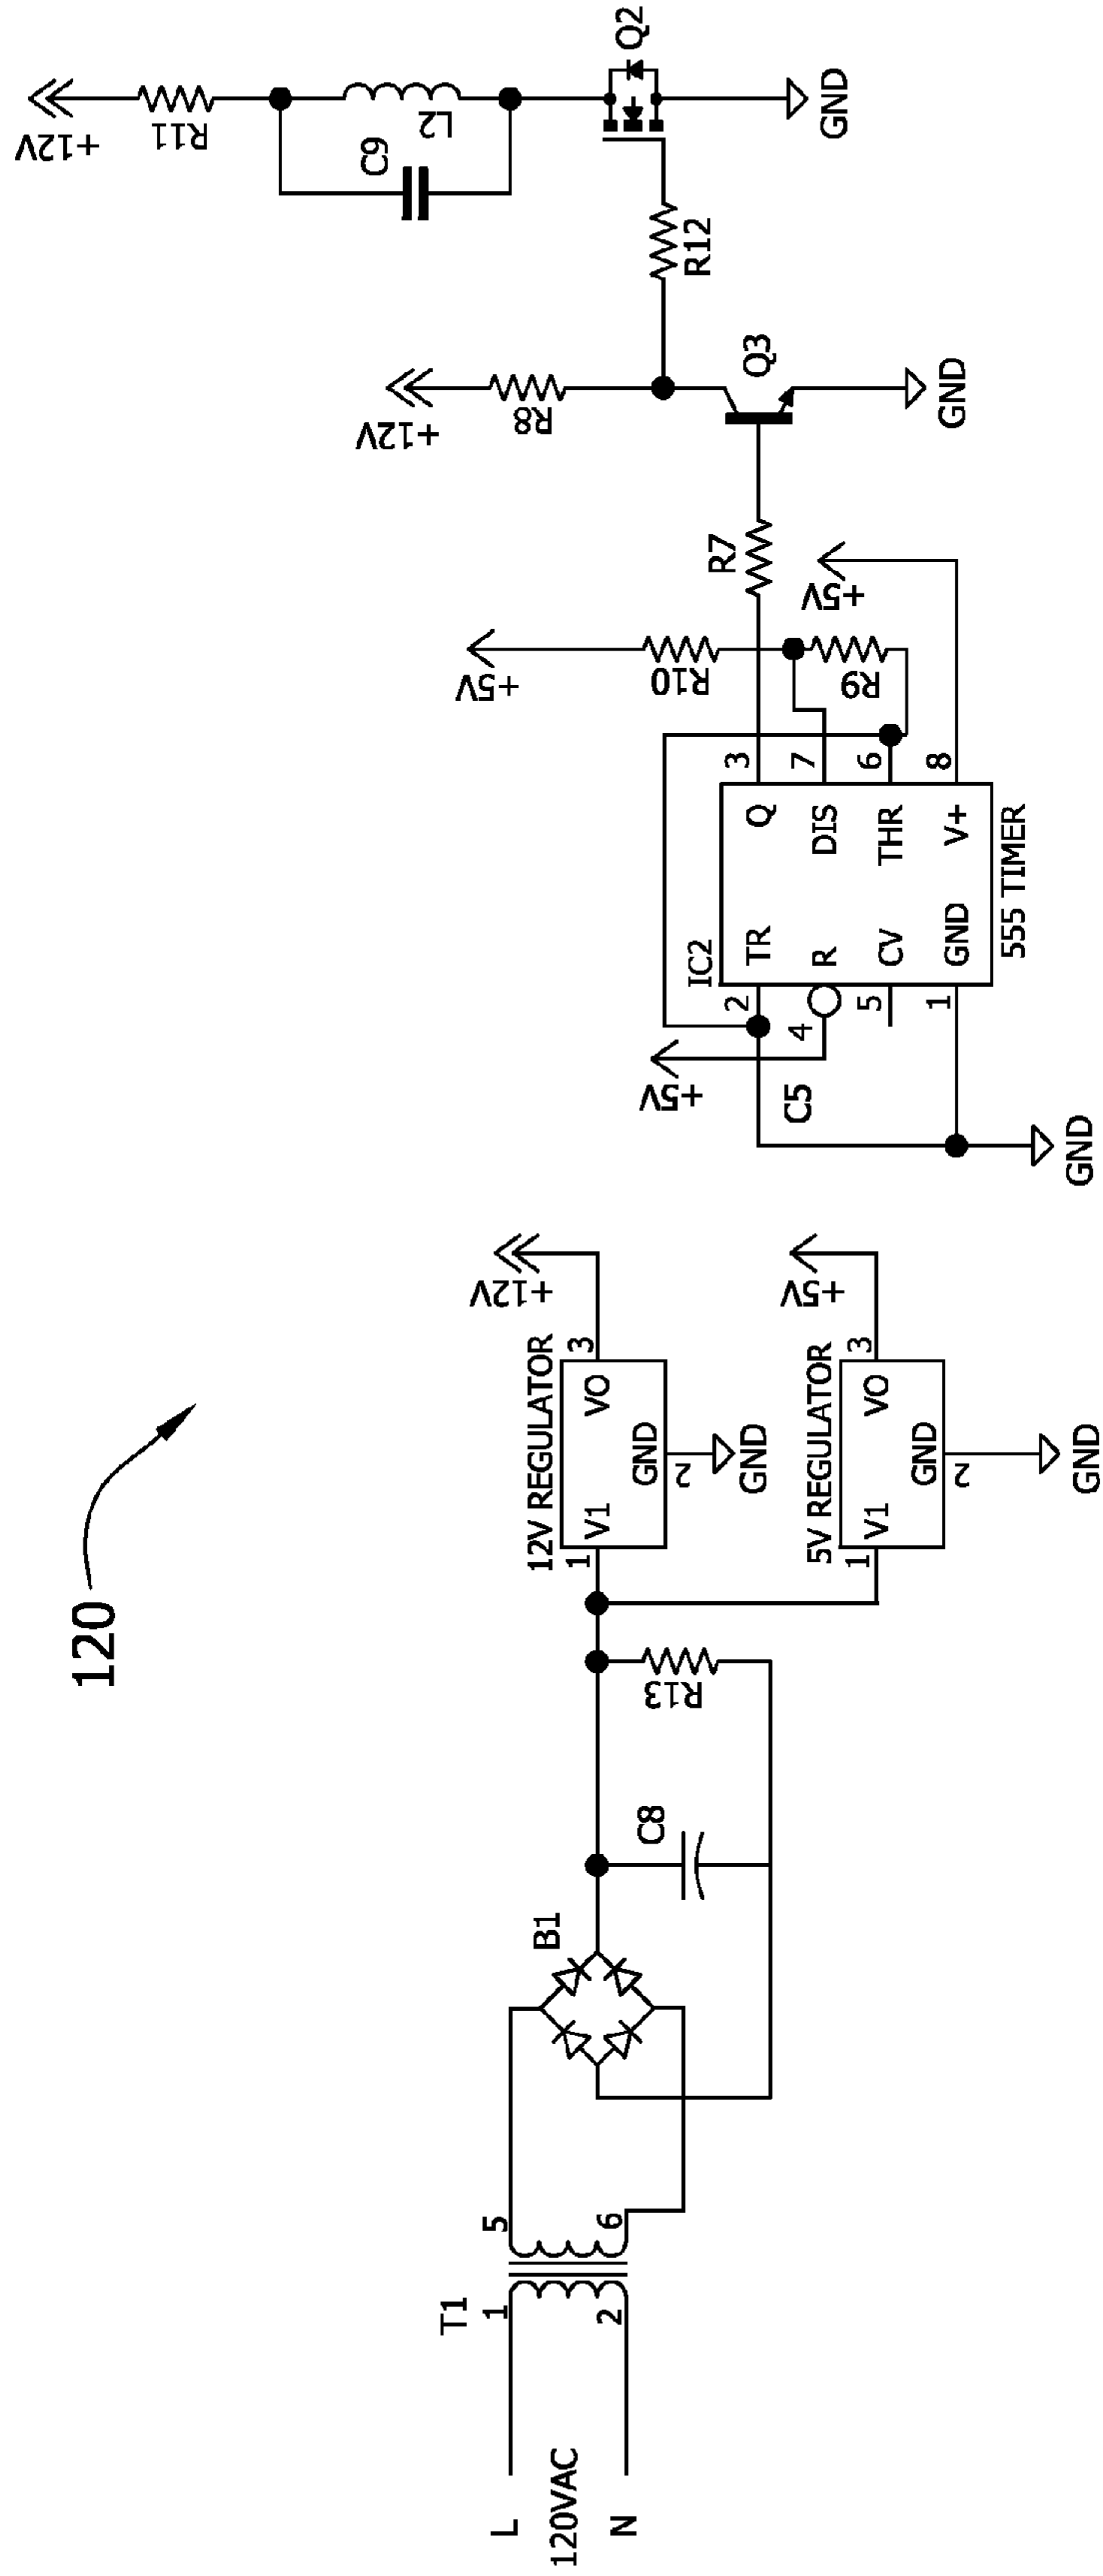 120
L
120VAC
N
T1
1
2
5
6
B1
C8
R13
12V REGULATOR
1
V1
VO
3
GND
2
GND
+12V
5V REGULATOR
1
V1
VO
3
GND
2
GND
+5V
+5V
C5
IC2
2
TR
Q
3
4
R
DIS
7
5
CV
THR
6
1
GND
V+
8
555 TIMER
GND
+5V
R10
R9
+5V
R7
+12V
R8
Q3
GND
R12
+12V
R11
C9
L2
Q2
GND